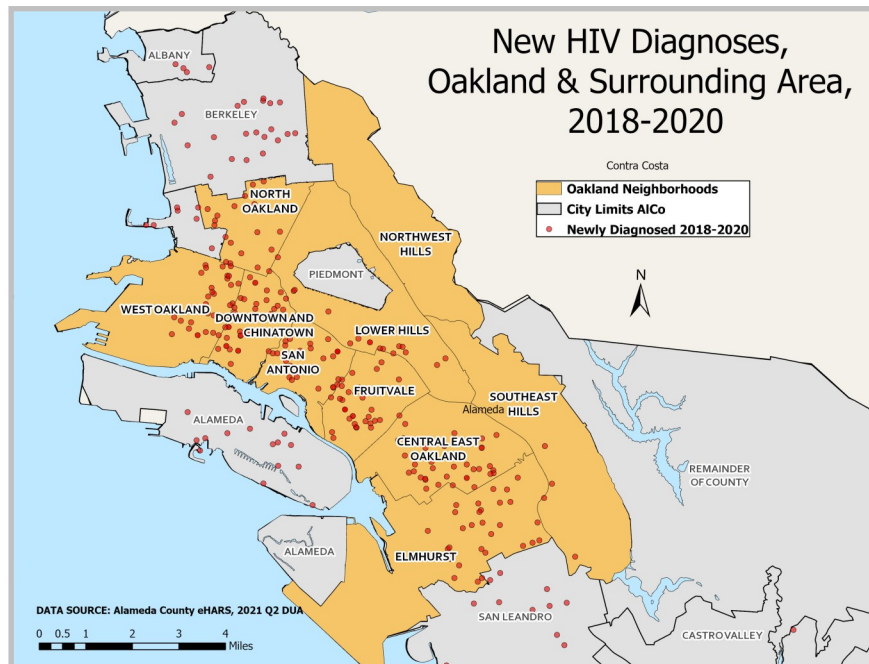 New HIV Diagnoses,
Oakland & Surrounding Area,
2018-2020
Contra Costa
Oakland Neighborhoods
City Limits AlCo
Newly Diagnosed 2018-2020
N
ALBANY
BERKELEY
NORTH
OAKLAND
NORTHWEST
HILLS
PIEDMONT
WEST OAKLAND
DOWNTOWN AND
CHINATOWN
LOWER HILLS
SAN
ANTONIO
FRUITVALE
SOUTHEAST
HILLS
Alameda
ALAMEDA
CENTRAL EAST
OAKLAND
REMAINDER
OF COUNTY
ALAMEDA
ELMHURST
SAN LEANDRO
CASTRO VALLEY
DATA SOURCE: Alameda County eHARS, 2021 Q2 DUA
0 0.5 1 2 3 4
Miles